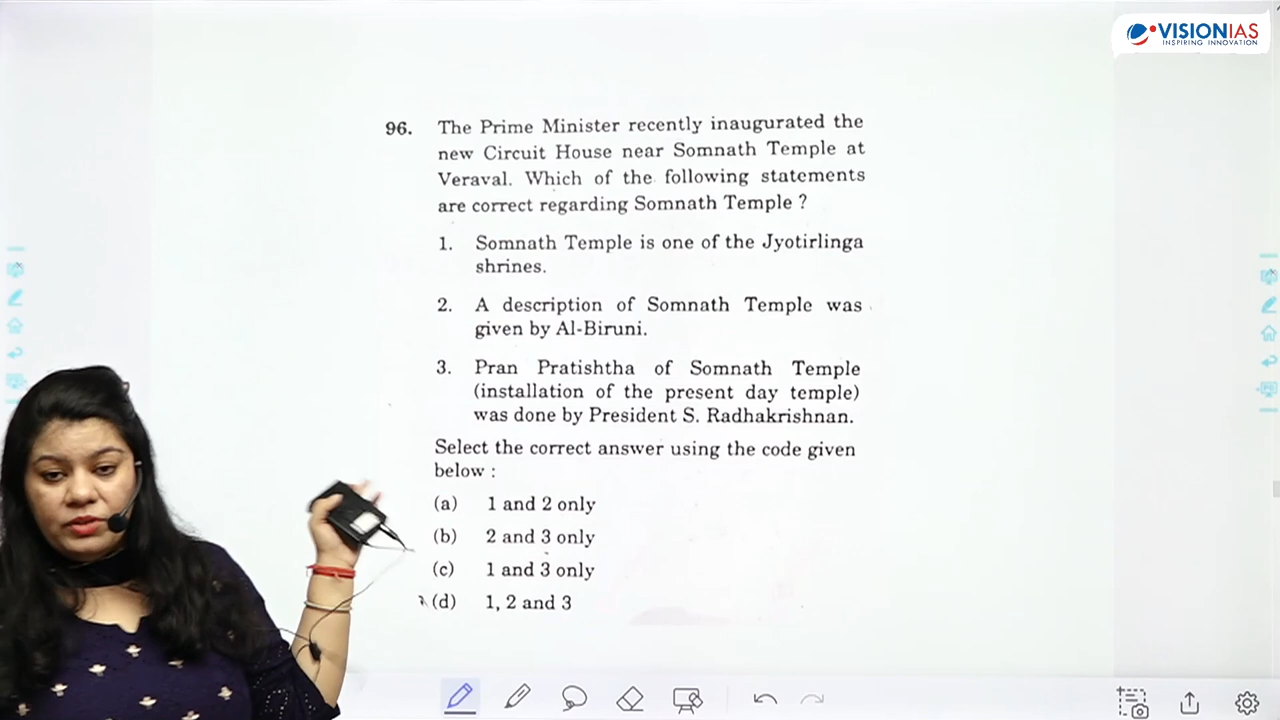 VISIONIAS
INSPIRING INNOVATION
96. The Prime Minister recently inaugurated the
new Circuit House near Somnath Temple at
Veraval. Which of the following statements
are correct regarding Somnath Temple ?
1. Somnath Temple is one of the Jyotirlinga
shrines.
2. A description of Somnath Temple was
given by Al-Biruni.
3. Pran Pratishtha of Somnath Temple
(installation of the present day temple)
was done by President S. Radhakrishnan.
Select the correct answer using the code given
below :
(a) 1 and 2 only
(b) 2 and 3 only
(c) 1 and 3 only
(d) 1, 2 and 3